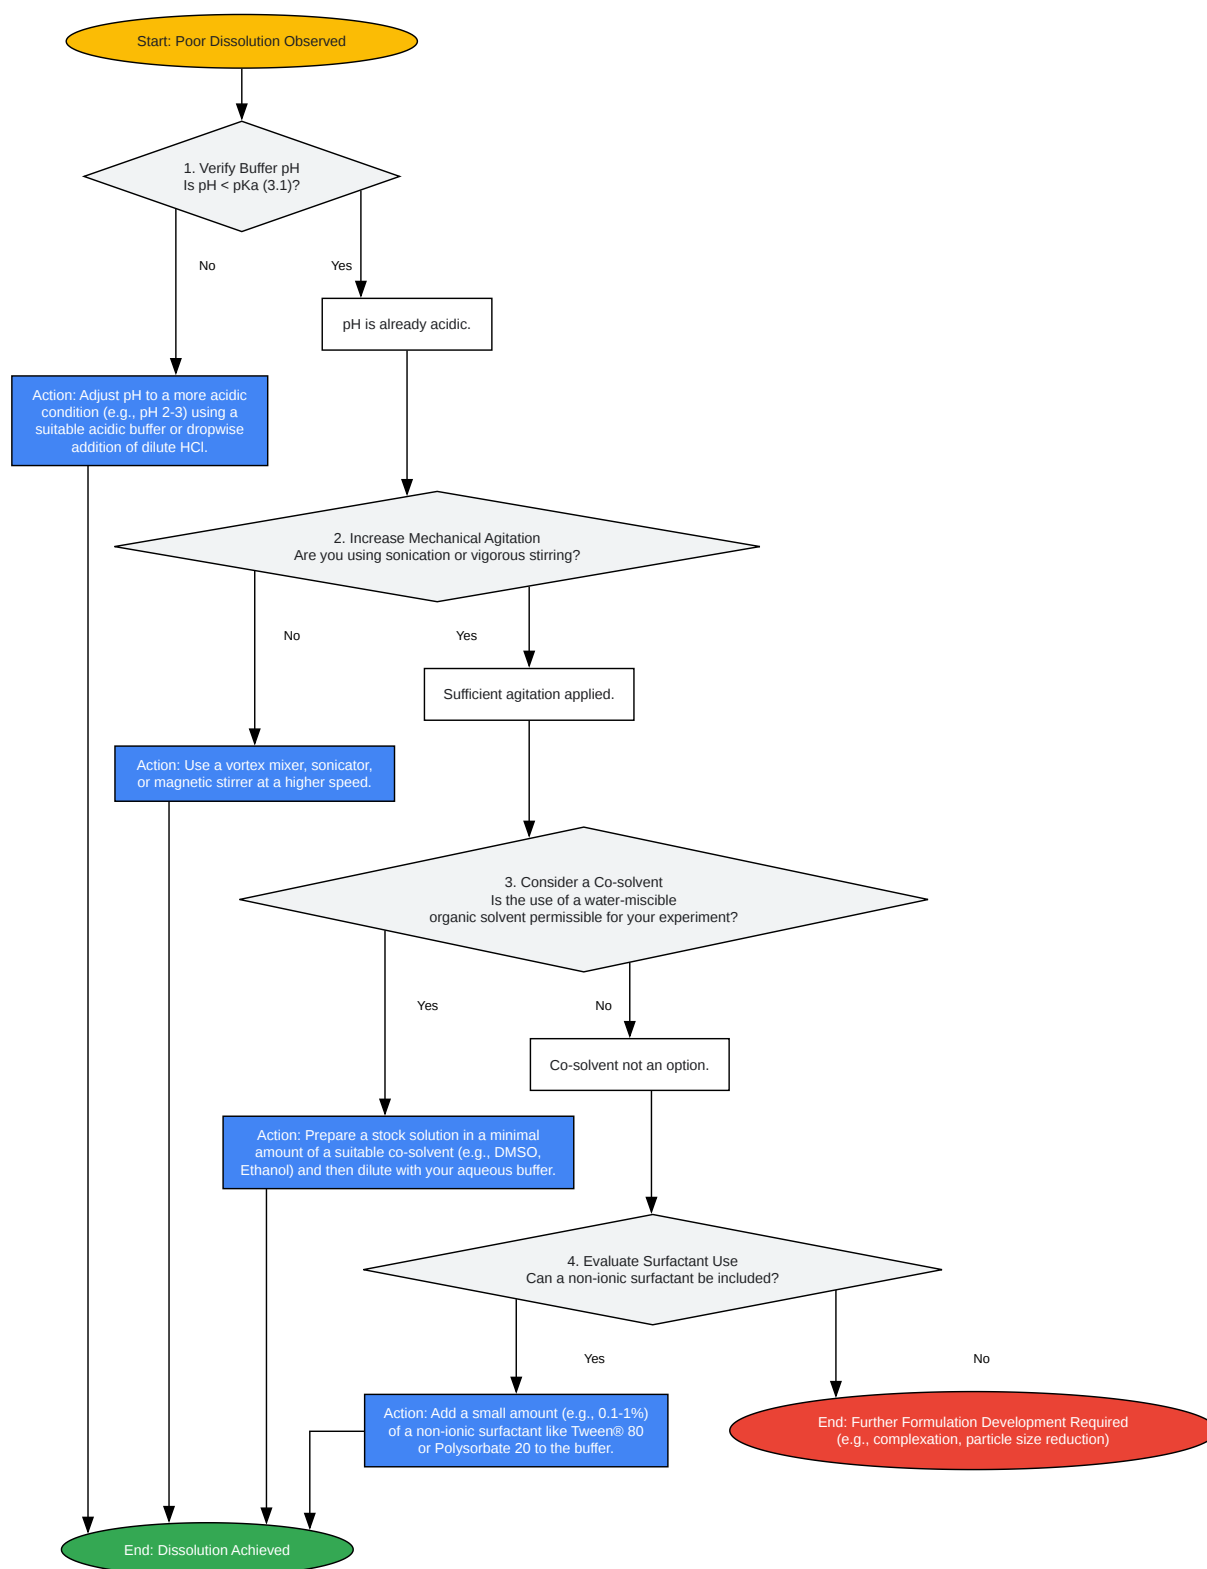 Start: Poor Dissolution Observed
1. Verify Buffer pH
Is pH < pKa (3.1)?
No
Yes
pH is already acidic.
Action: Adjust pH to a more acidic
condition (e.g., pH 2-3) using a
suitable acidic buffer or dropwise
addition of dilute HCl.
2. Increase Mechanical Agitation
Are you using sonication or vigorous stirring?
No
Yes
Sufficient agitation applied.
Action: Use a vortex mixer, sonicator,
or magnetic stirrer at a higher speed.
3. Consider a Co-solvent
Is the use of a water-miscible
organic solvent permissible for your experiment?
Yes
No
Co-solvent not an option.
Action: Prepare a stock solution in a minimal
amount of a suitable co-solvent (e.g., DMSO,
Ethanol) and then dilute with your aqueous buffer.
4. Evaluate Surfactant Use
Can a non-ionic surfactant be included?
Yes
No
Action: Add a small amount (e.g., 0.1-1%)
of a non-ionic surfactant like Tween® 80
or Polysorbate 20 to the buffer.
End: Further Formulation Development Required
(e.g., complexation, particle size reduction)
End: Dissolution Achieved